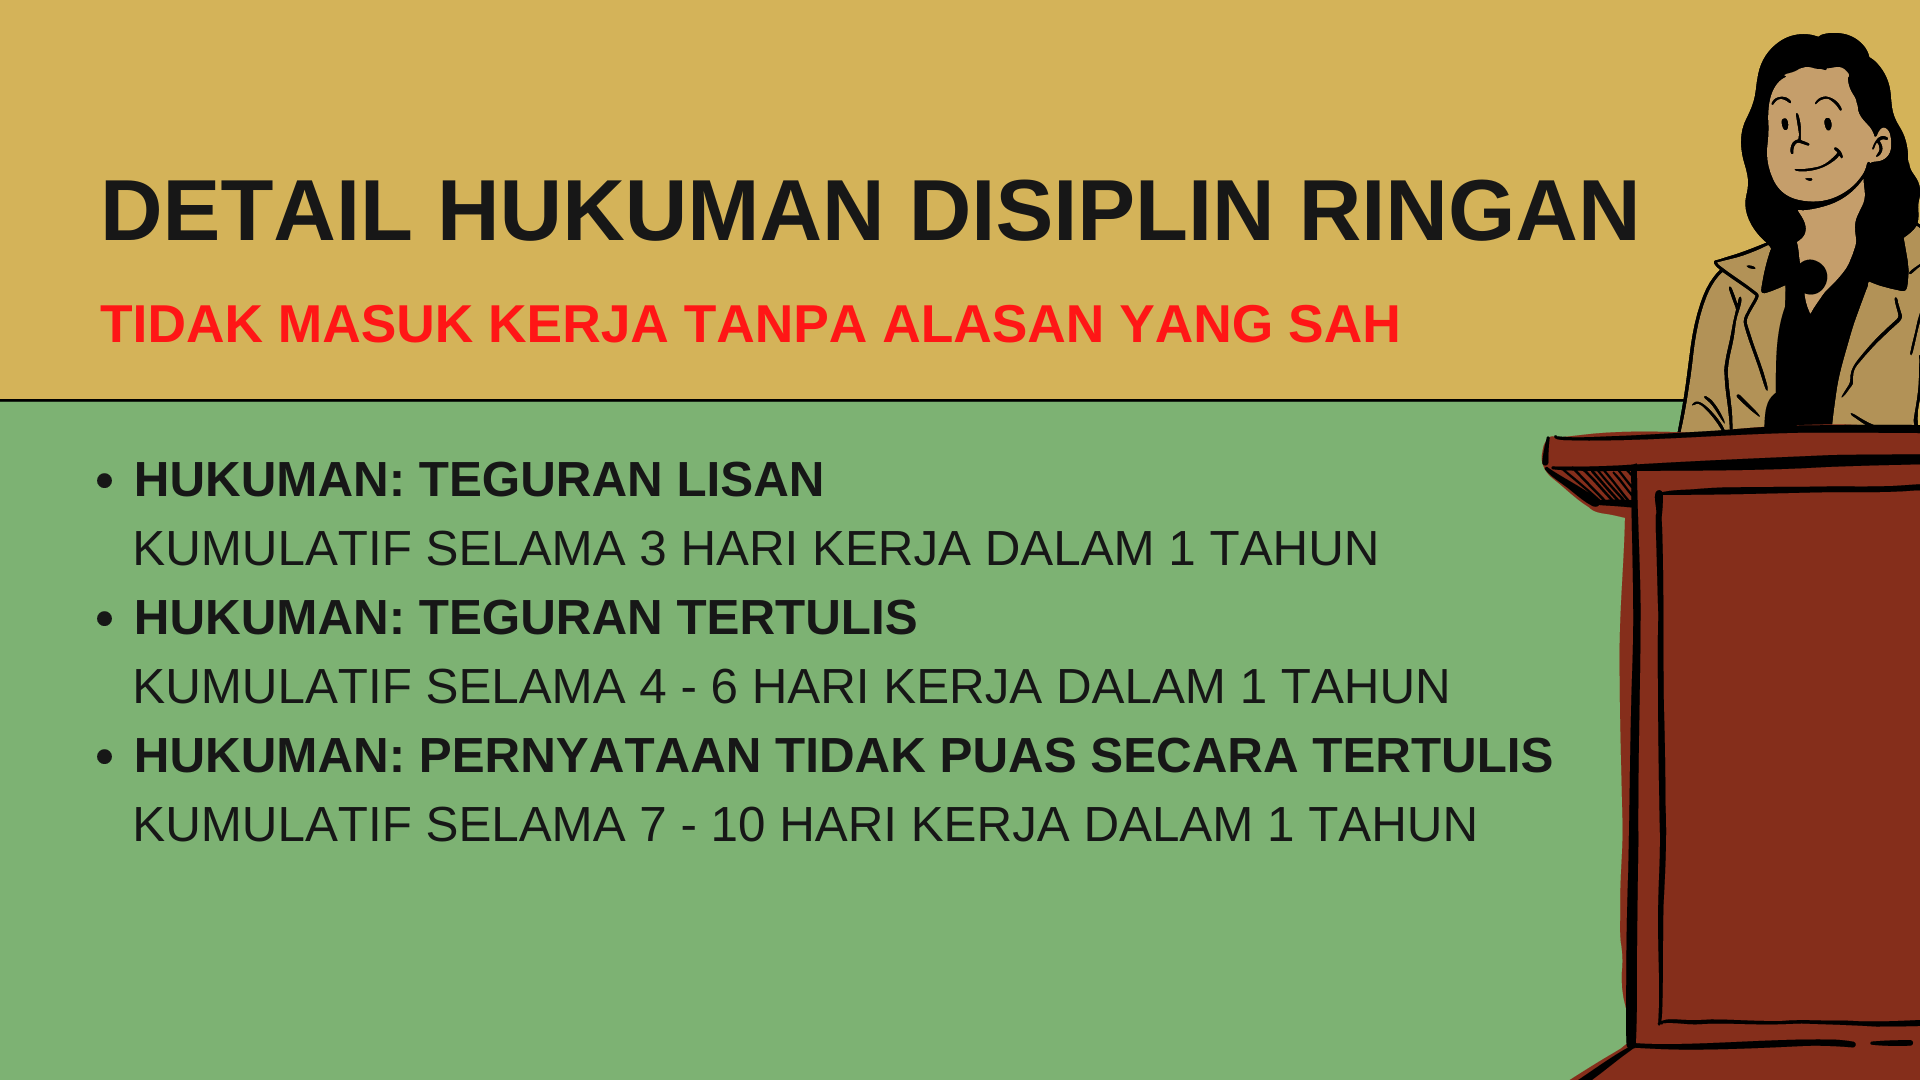 DETAIL HUKUMAN DISIPLIN RINGAN
TIDAK MASUK KERJA TANPA ALASAN YANG SAH
• HUKUMAN: TEGURAN LISAN
KUMULATIF SELAMA 3 HARI KERJA DALAM 1 TAHUN
• HUKUMAN: TEGURAN TERTULIS
KUMULATIF SELAMA 4 - 6 HARI KERJA DALAM 1 TAHUN
• HUKUMAN: PERNYATAAN TIDAK PUAS SECARA TERTULIS
KUMULATIF SELAMA 7 - 10 HARI KERJA DALAM 1 TAHUN